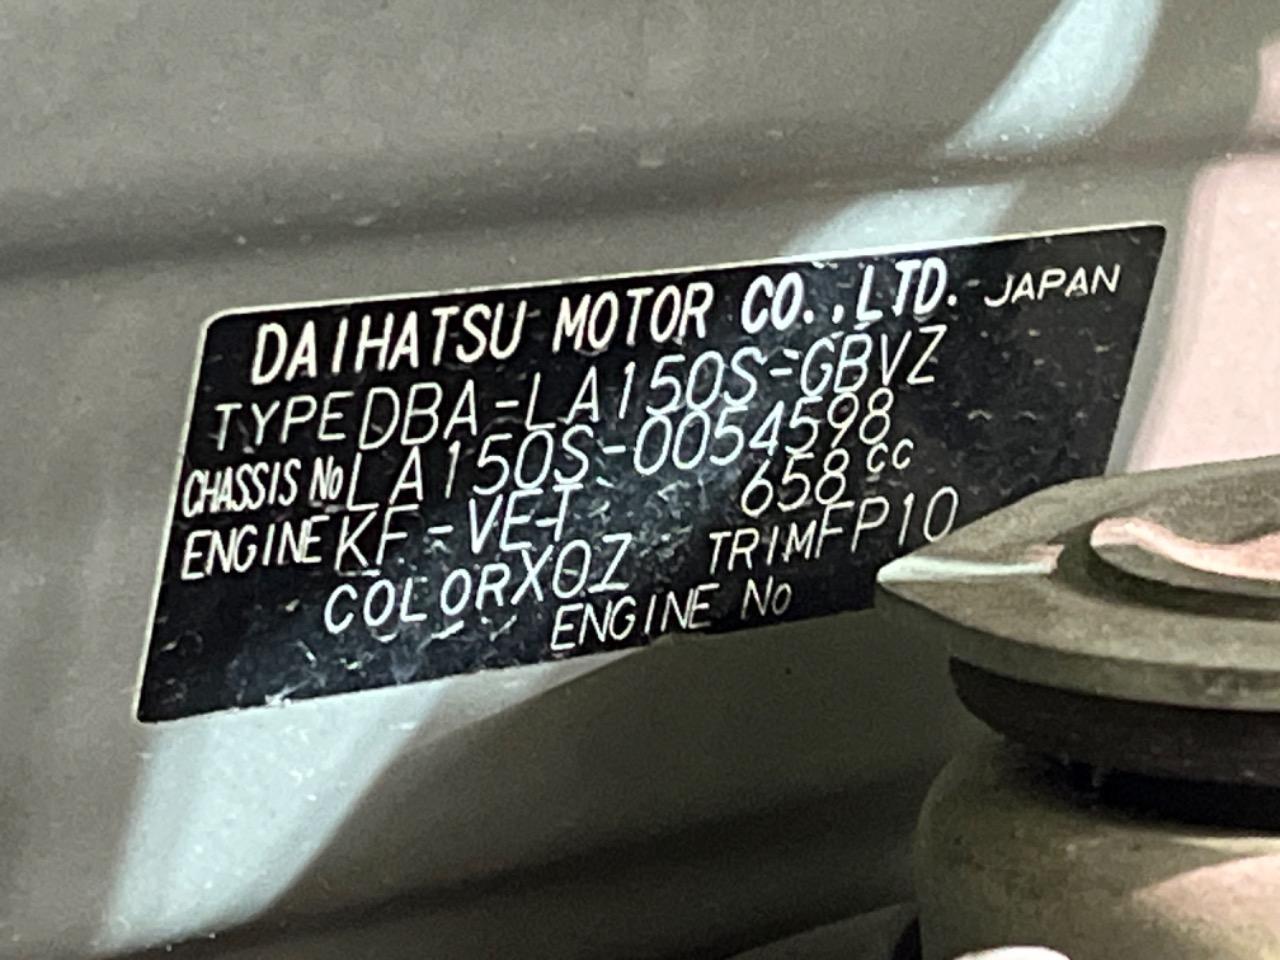 DAIHATSU MOTOR CO.,LTD. JAPAN
TYPE DBA-LA150S-GBVZ
CHASSIS No LA150S-0054598
ENGINE KF-VET 658cc
COLOR X07 TRIM FP10
ENGINE No